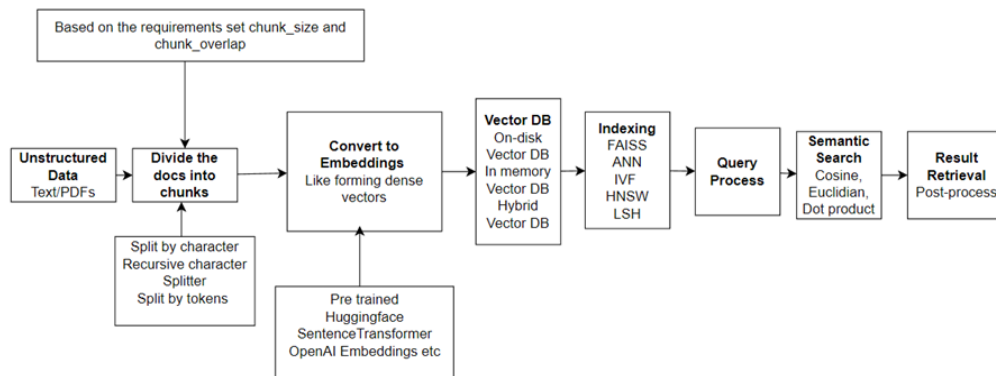 Based on the requirements set chunk_size and
chunk_overlap
Unstructured
Data
Text/PDFs
Divide the
docs into
chunks
Split by character
Recursive character
Splitter
Split by tokens
Convert to
Embeddings
Like forming dense
vectors
Pre trained
Huggingface
SentenceTransformer
OpenAI Embeddings etc
Vector DB
On-disk
Vector DB
In memory
Vector DB
Hybrid
Vector DB
Indexing
FAISS
ANN
IVF
HNSW
LSH
Query
Process
Semantic
Search
Cosine,
Euclidian,
Dot product
Result
Retrieval
Post-process